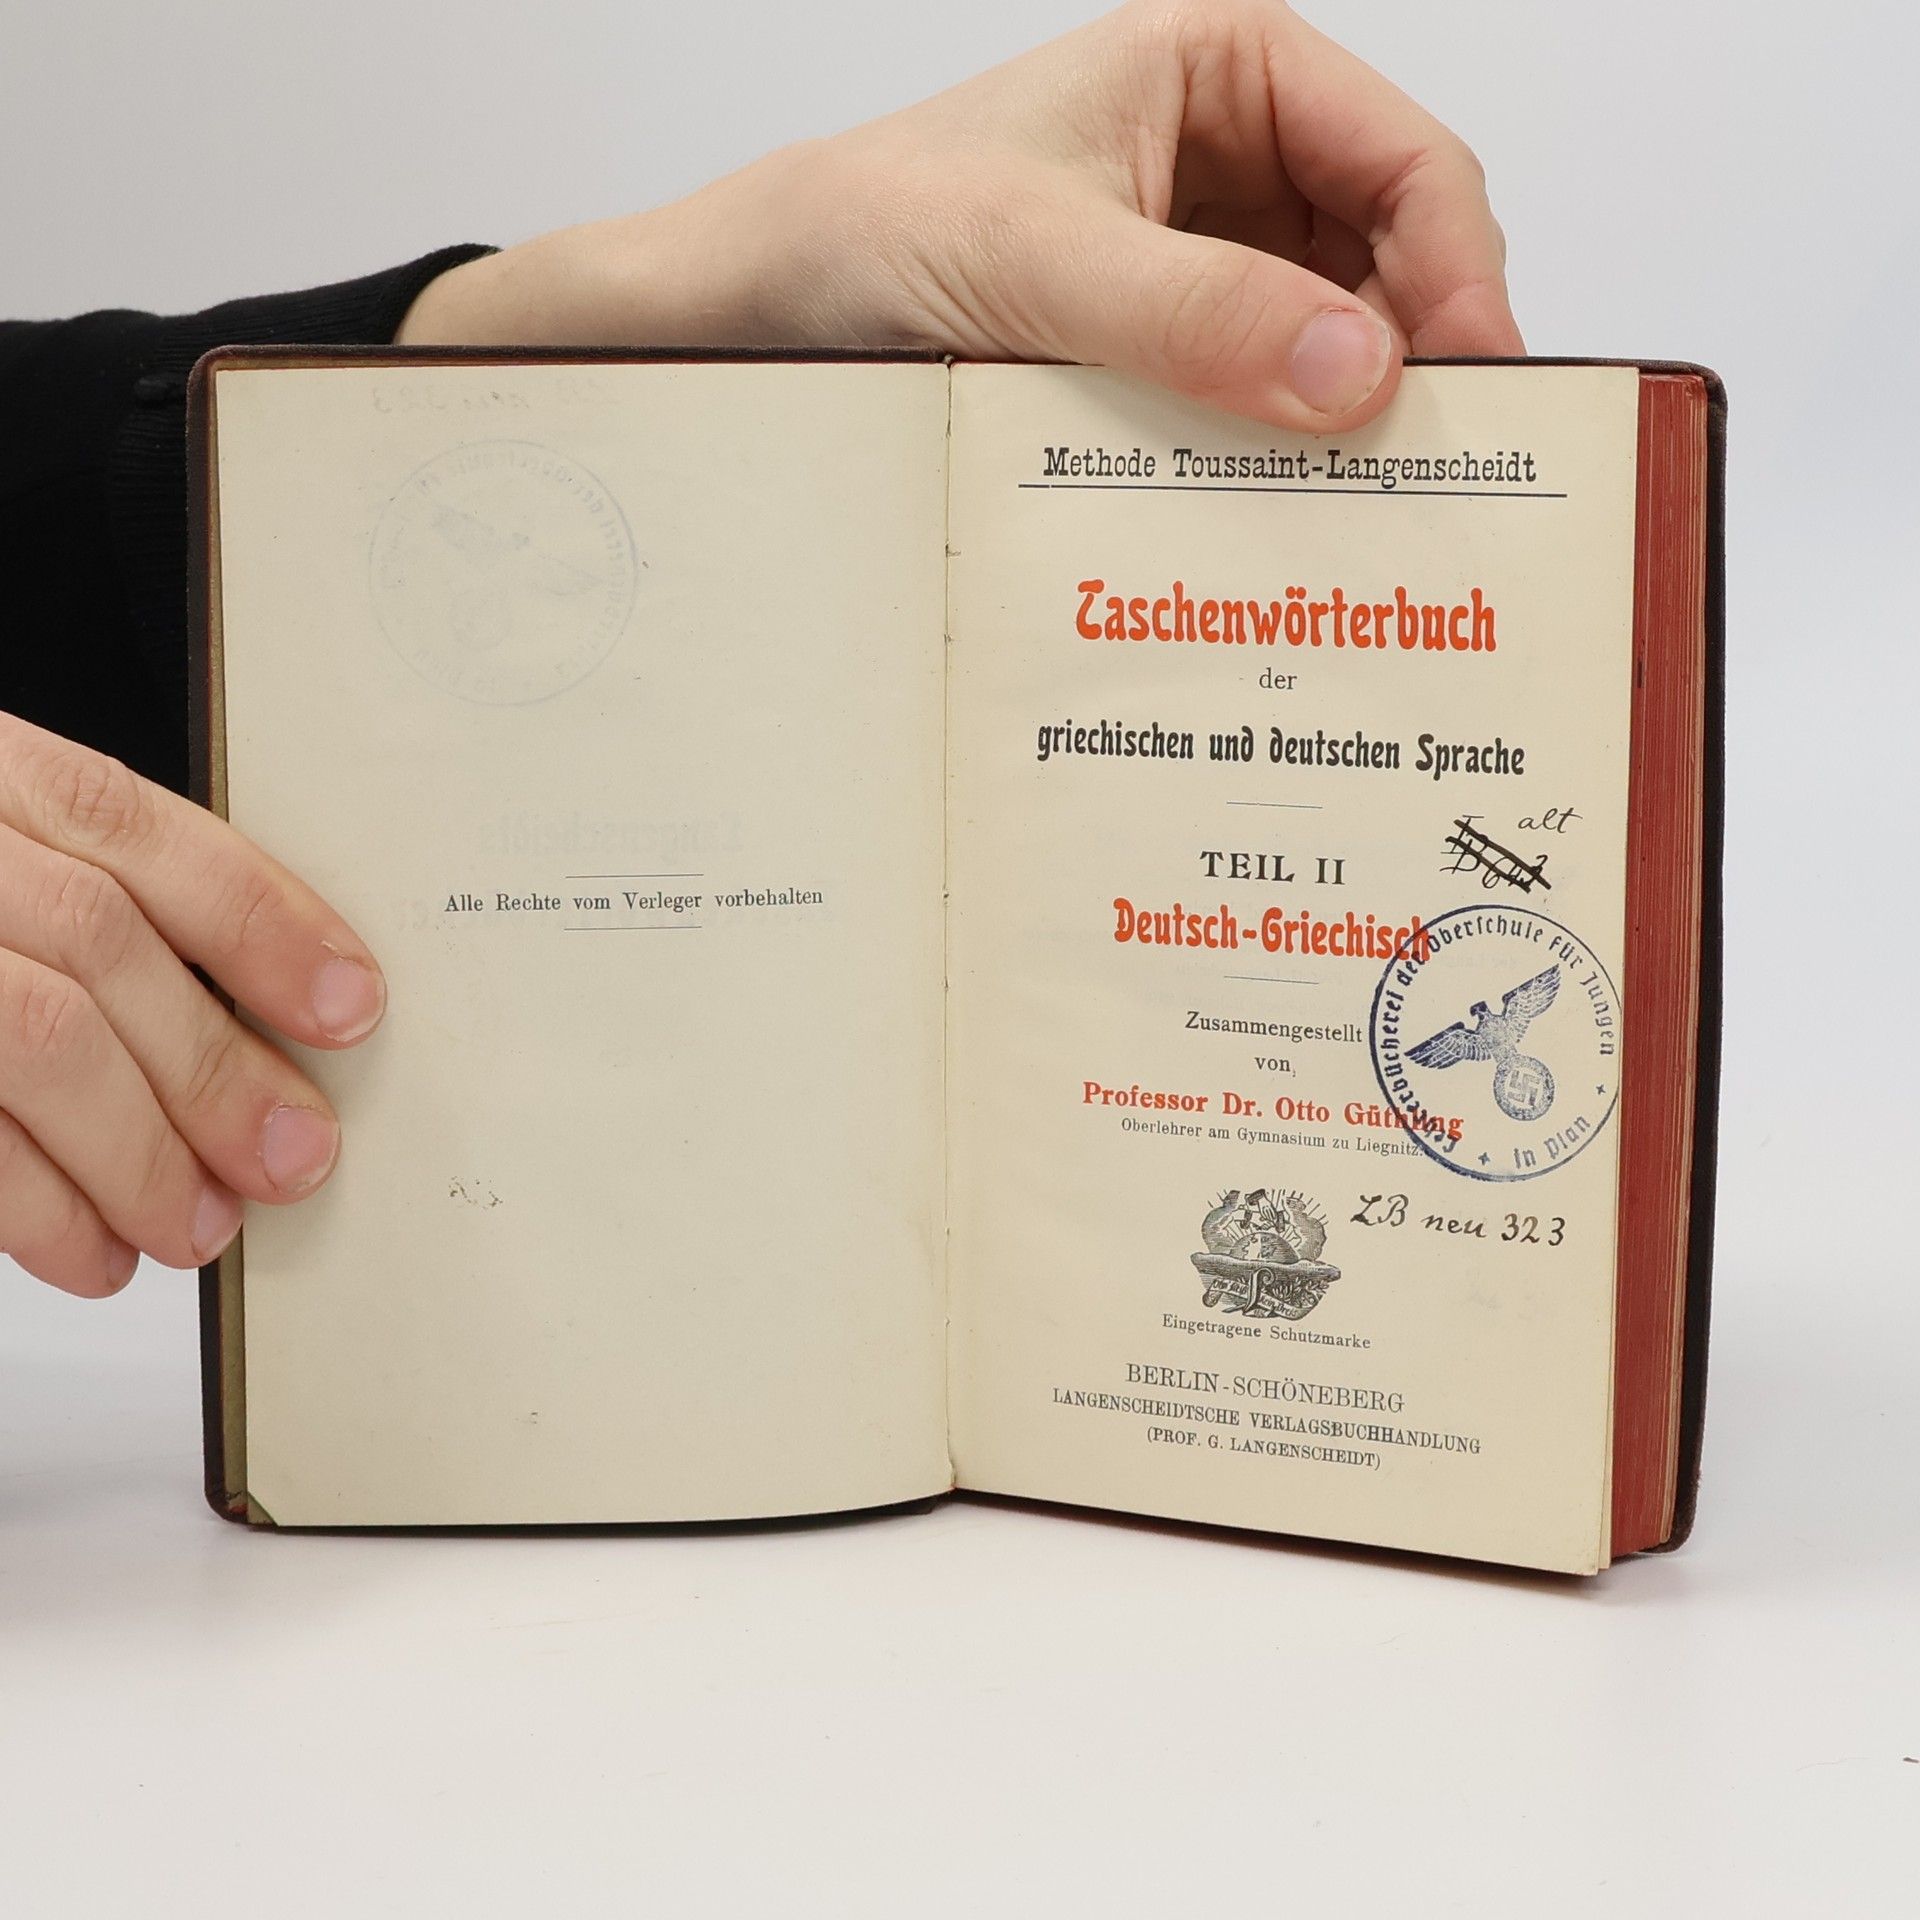 Alle Rechte vom Verleger vorbehalten
Methode Toussaint-Langenscheidt
Taschenwörterbuch
der
griechischen und deutschen Sprache
alt
TEIL II
Deutsch-Griechisch
Lehrerbücherei der Oberschule für Jungen
in Plan
Zusammengestellt
von
Professor Dr. Otto Güthling
Oberlehrer am Gymnasium zu Liegnitz.
LB neu 323
Eingetragene Schutzmarke
BERLIN-SCHÖNEBERG
LANGENSCHEIDTSCHE VERLAGSBUCHHANDLUNG
(PROF. G. LANGENSCHEIDT)